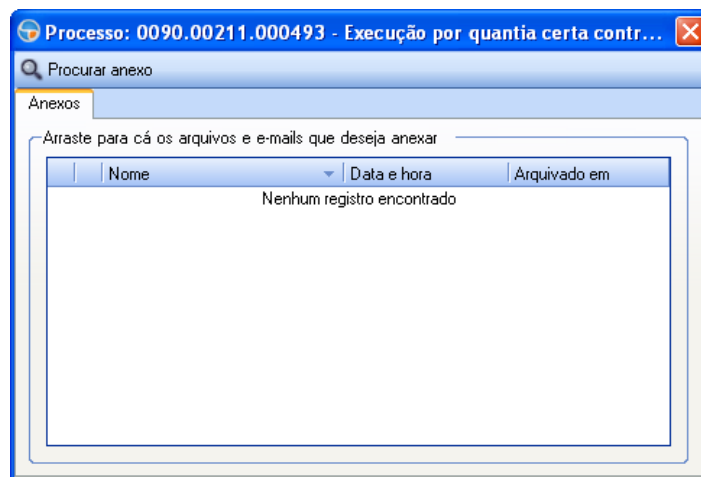 Processo: 0090.00211.000493 - Execução por quantia certa contr...
Procurar anexo
Anexos
Arraste para cá os arquivos e e-mails que deseja anexar
Nome Data e hora Arquivado em
Nenhum registro encontrado